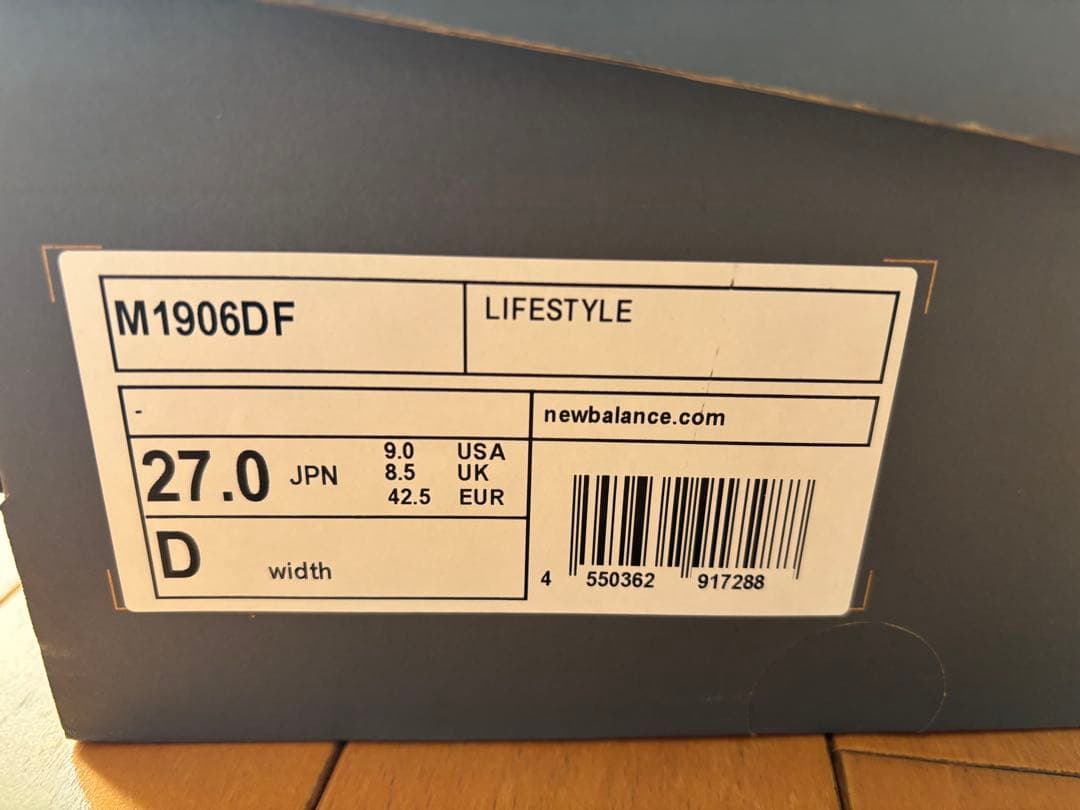 M1906DF
LIFESTYLE
-
newbalance.com
27.0 JPN
9.0 USA
8.5 UK
42.5 EUR
D width
4 550362 917288